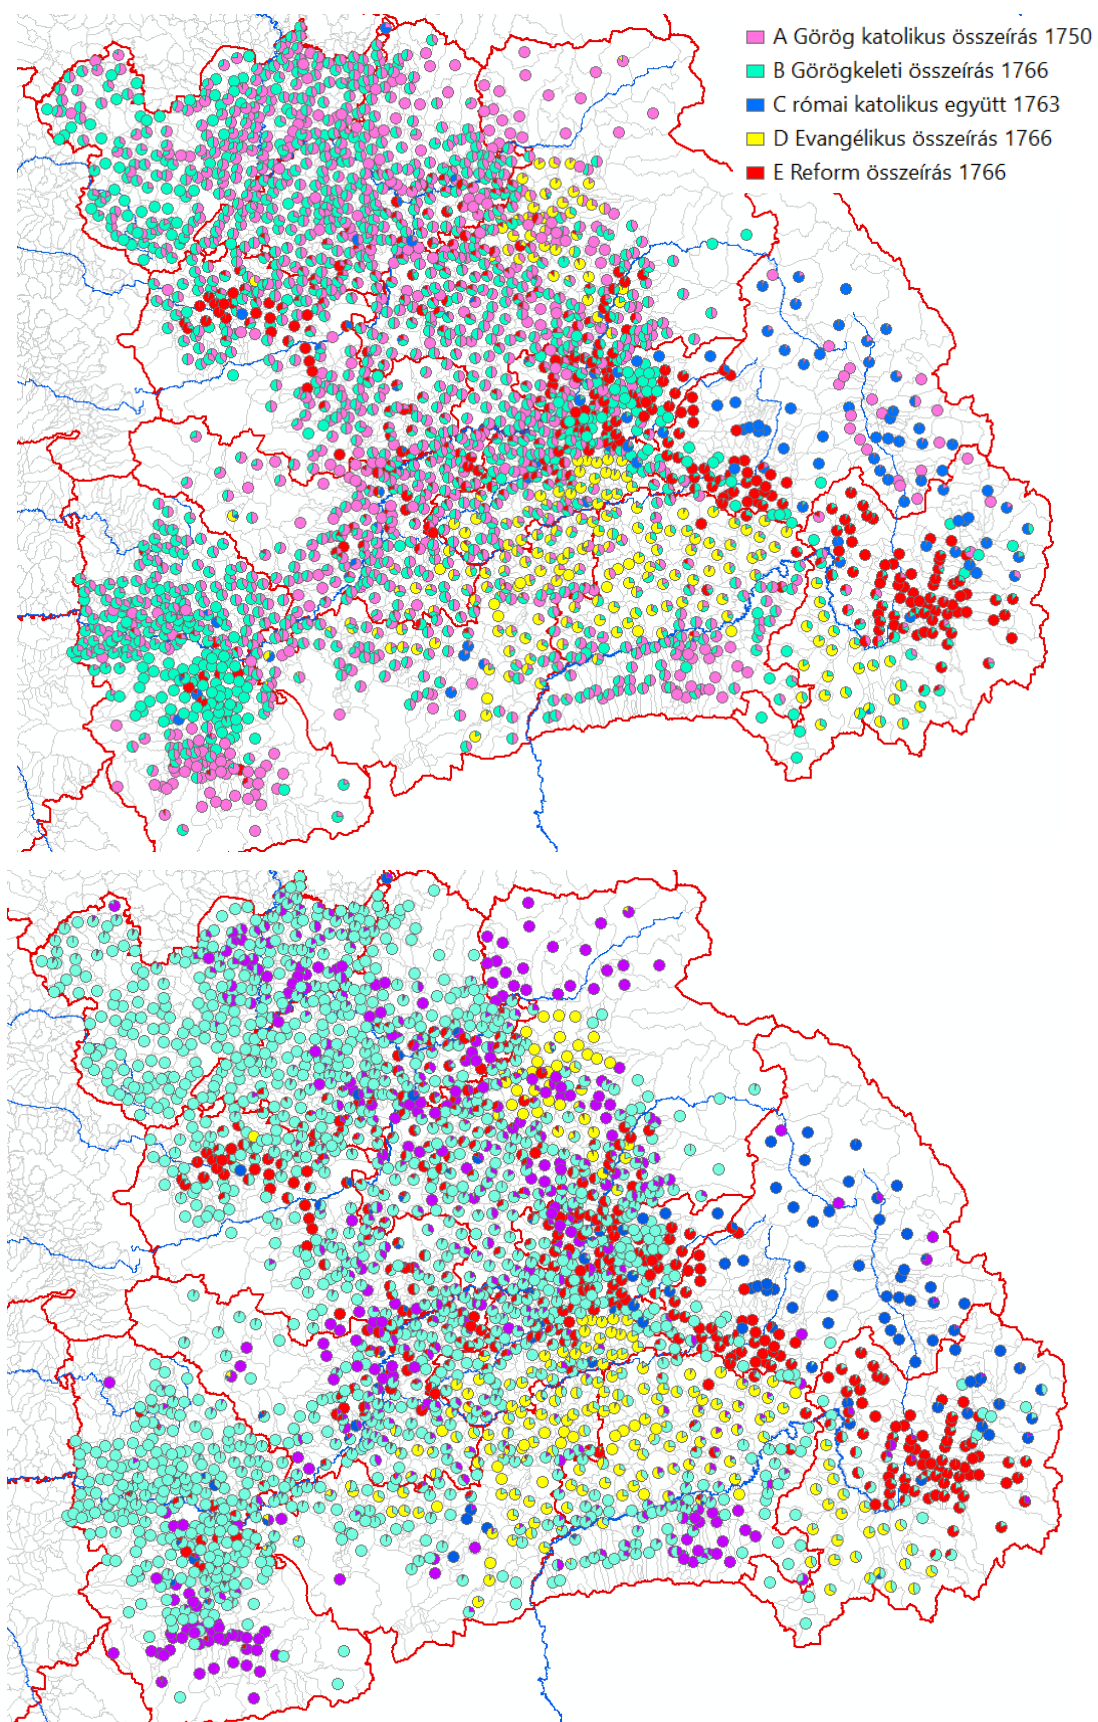 A Görög katolikus összeírás 1750
B Görögkeleti összeírás 1766
C római katolikus együtt 1763
D Evangélikus összeírás 1766
E Reform összeírás 1766